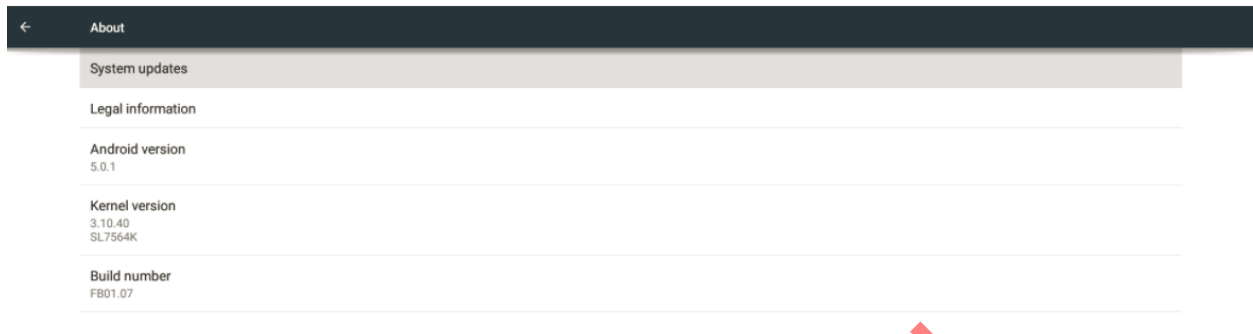 About
System updates
Legal information
Android version
5.0.1
Kernel version
3.10.40
SL7564K
Build number
FB01.07